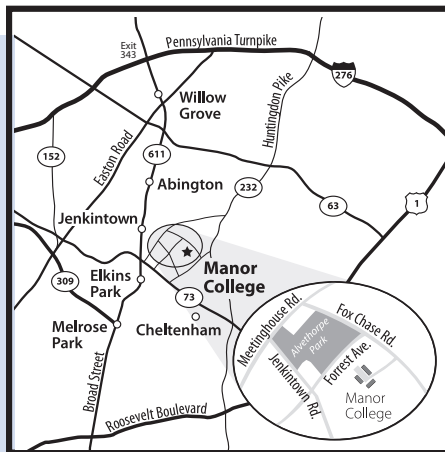 Exit
343
Pennsylvania Turnpike
276
Willow
Grove
Huntingdon Pike
Easton Road
152
611
Abington
232
63
1
Jenkintown
Manor
College
Elkins
Park
309
73
Cheltenham
Melrose
Park
Broad Street
Roosevelt Boulevard
Meetinghouse Rd.
Fox Chase Rd.
Alvethorpe
Park
Forrest Ave.
Jenkintown Rd.
Manor
College